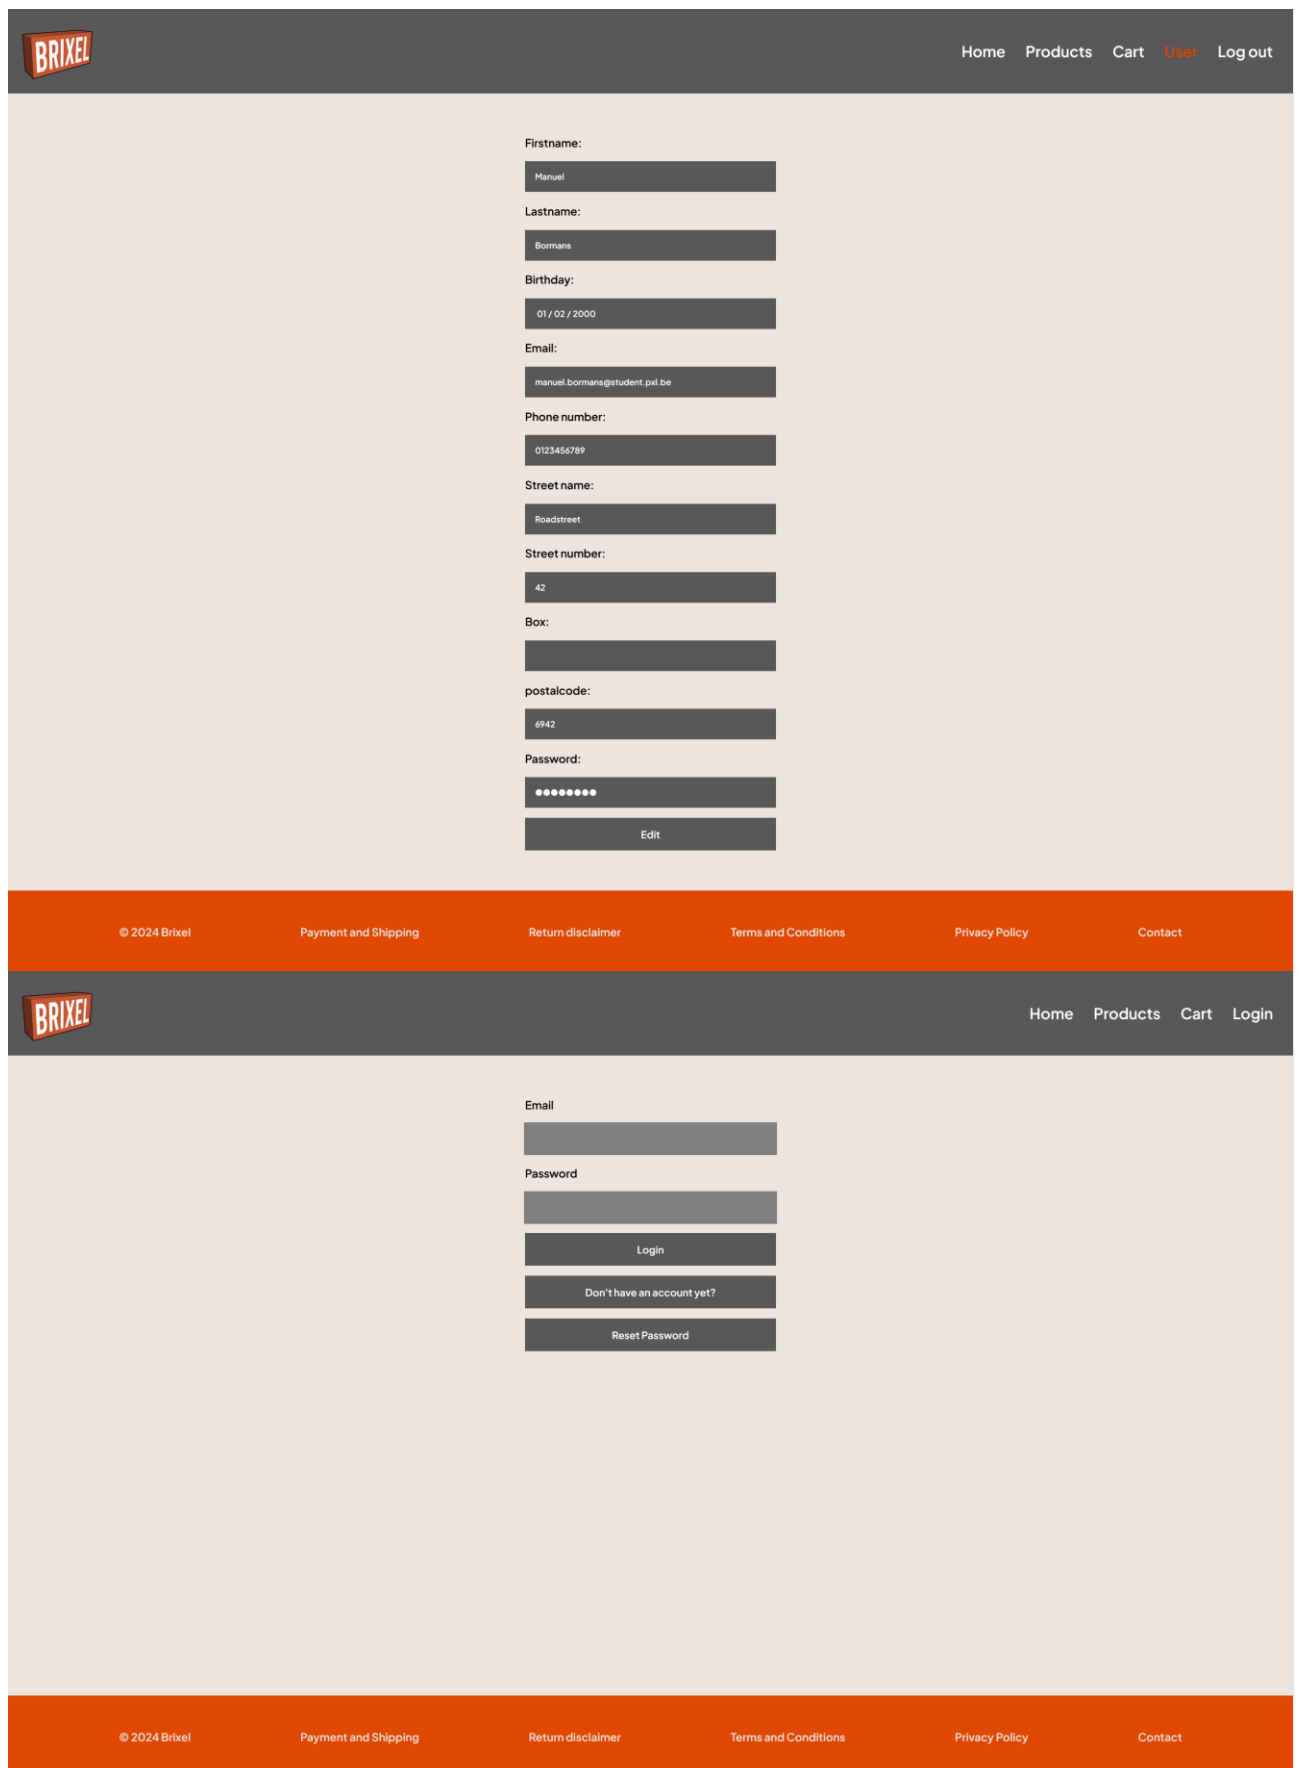 BRIXEL
Home Products Cart User Log out
Firstname:
Manuel
Lastname:
Bormans
Birthday:
01 / 02 / 2000
Email:
manuel.bormans@student.pxl.be
Phone number:
0123456789
Street name:
Roadstreet
Street number:
42
Box:
postalcode:
6942
Password:
●●●●●●●●
Edit
© 2024 Brixel Payment and Shipping Return disclaimer Terms and Conditions Privacy Policy Contact
BRIXEL
Home Products Cart Login
Email
Password
Login
Don't have an account yet?
Reset Password
© 2024 Brixel Payment and Shipping Return disclaimer Terms and Conditions Privacy Policy Contact